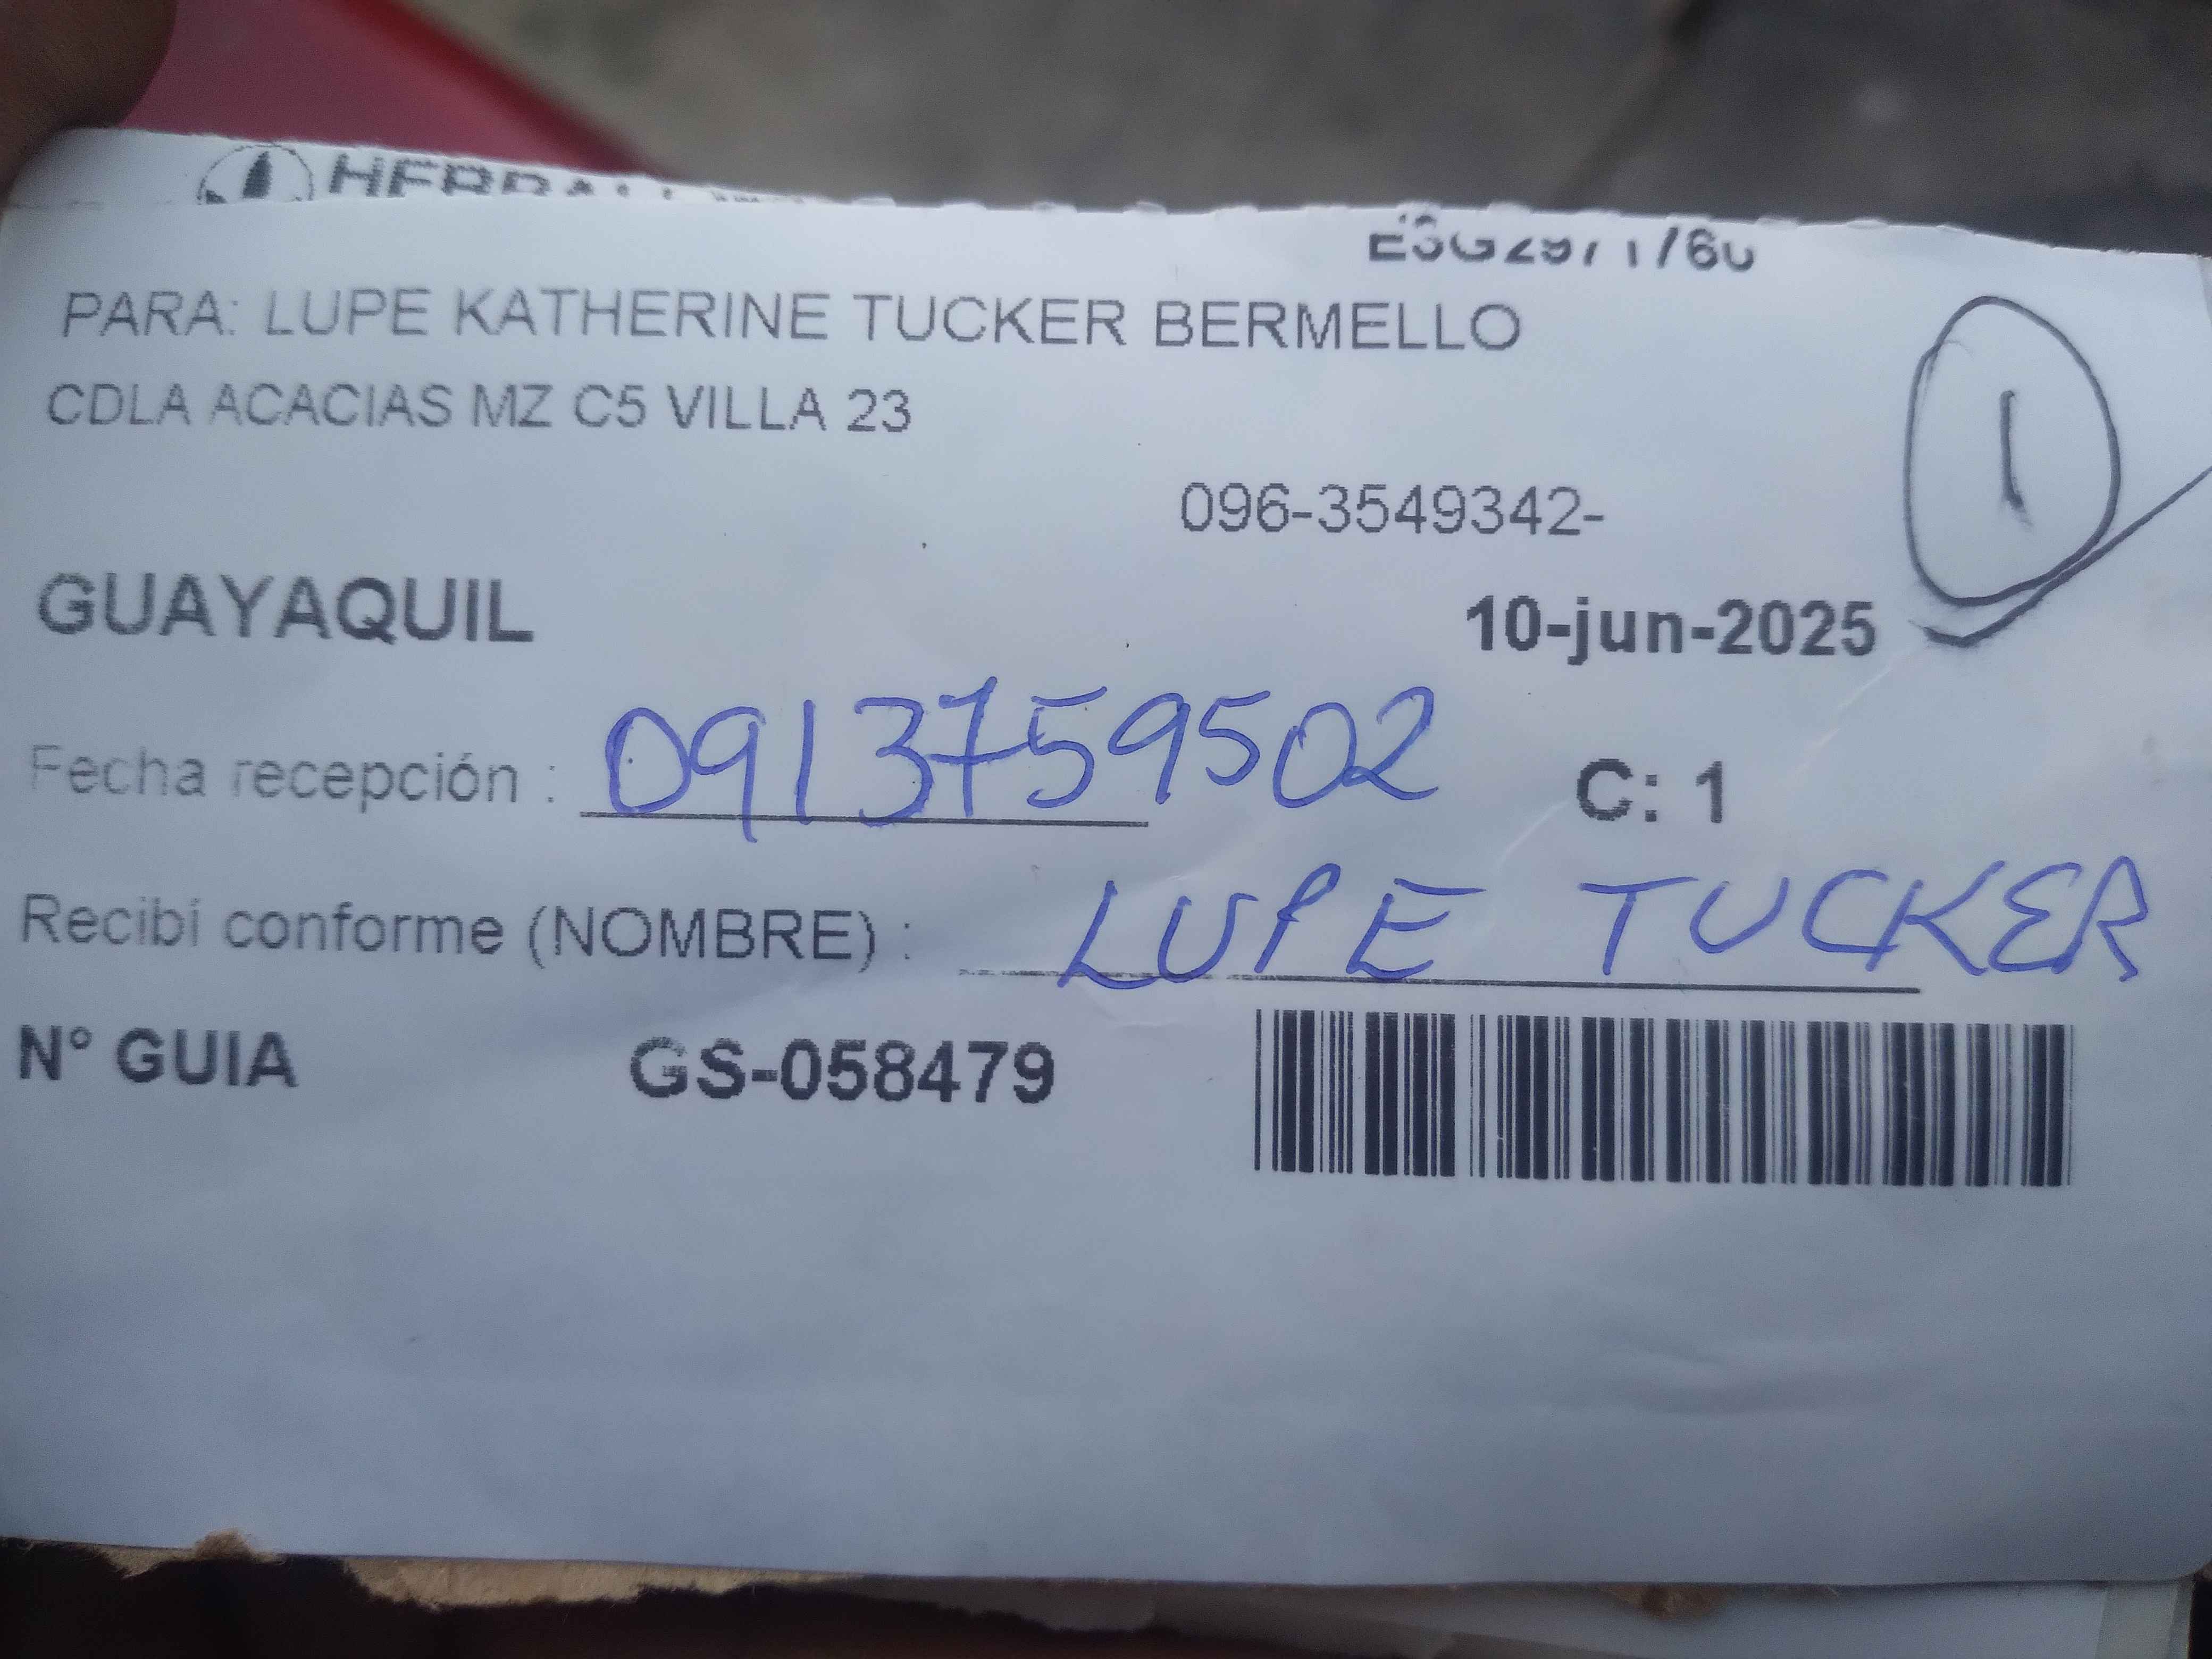 PARA: LUPE KATHERINE TUCKER BERMELLO
CDLA ACACIAS MZ C5 VILLA 23
1
096-3549342-
GUAYAQUIL
10-jun-2025
Fecha recepción : 0913759502
C: 1
Recibí conforme (NOMBRE) : LUPE TUCKER
N° GUIA GS-058479